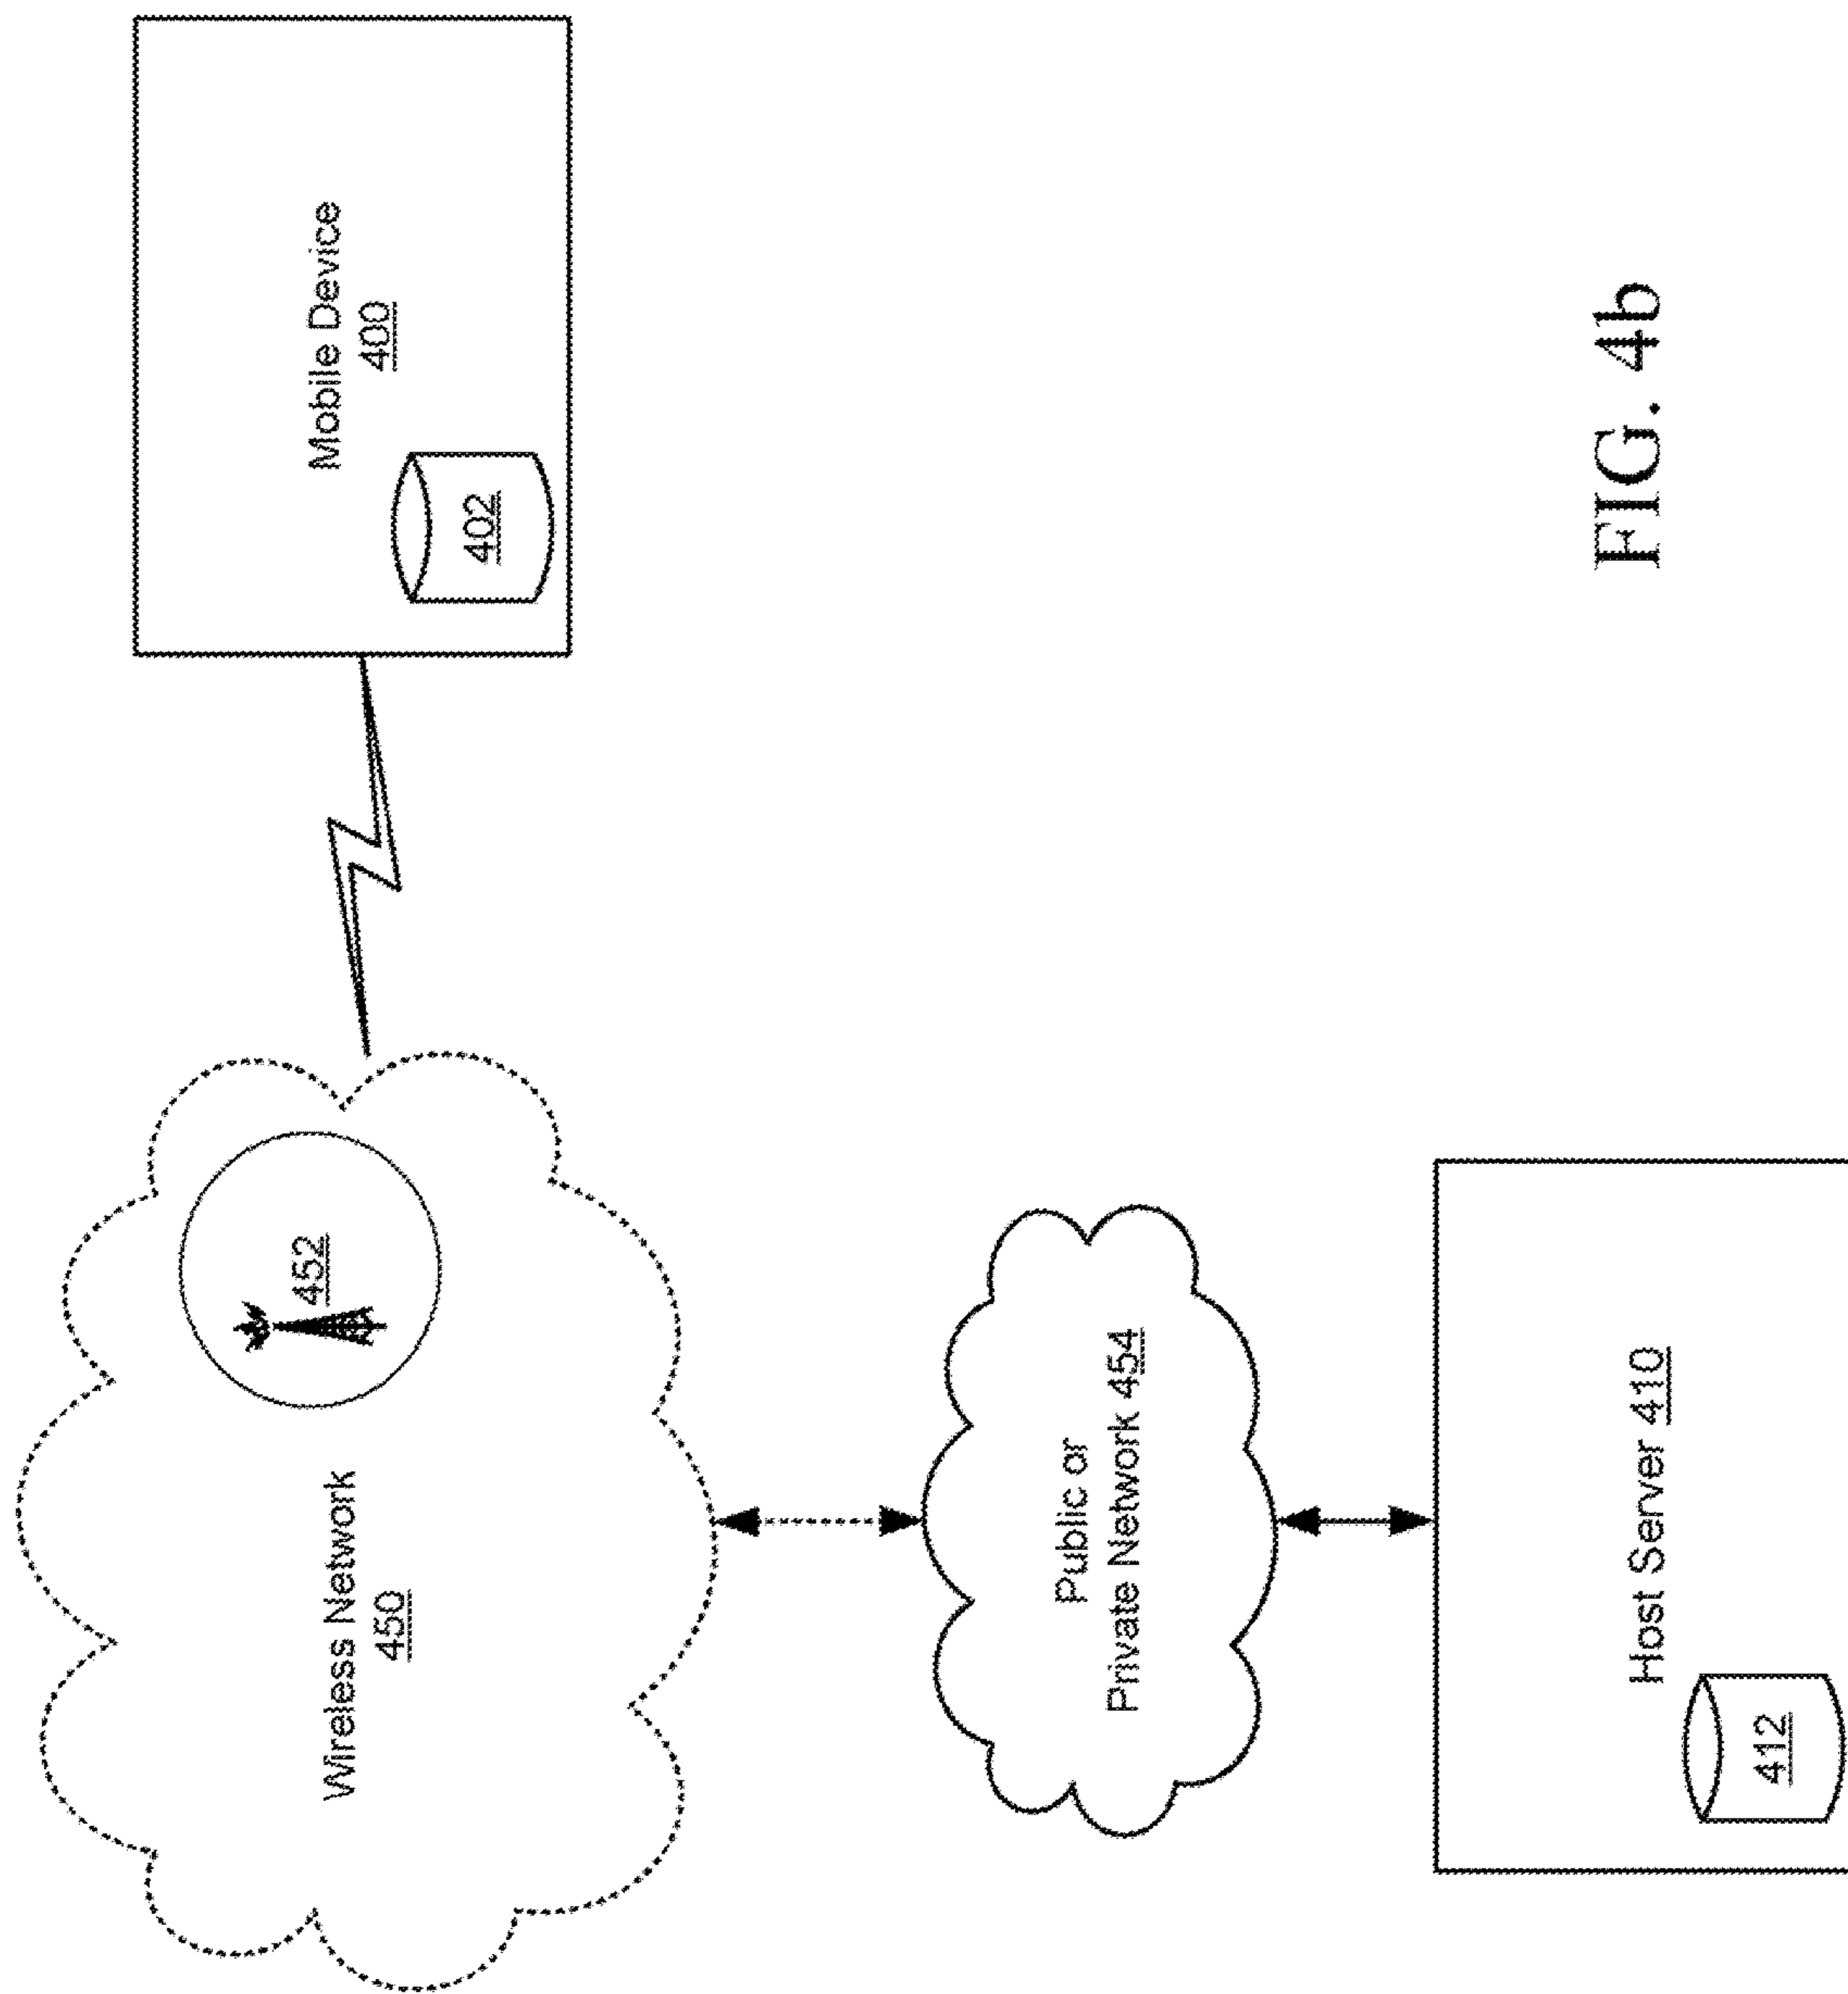 Wireless Network
450
452
Mobile Device
400
402
Public or
Private Network 454
Host Server 410
412
FIG. 4b